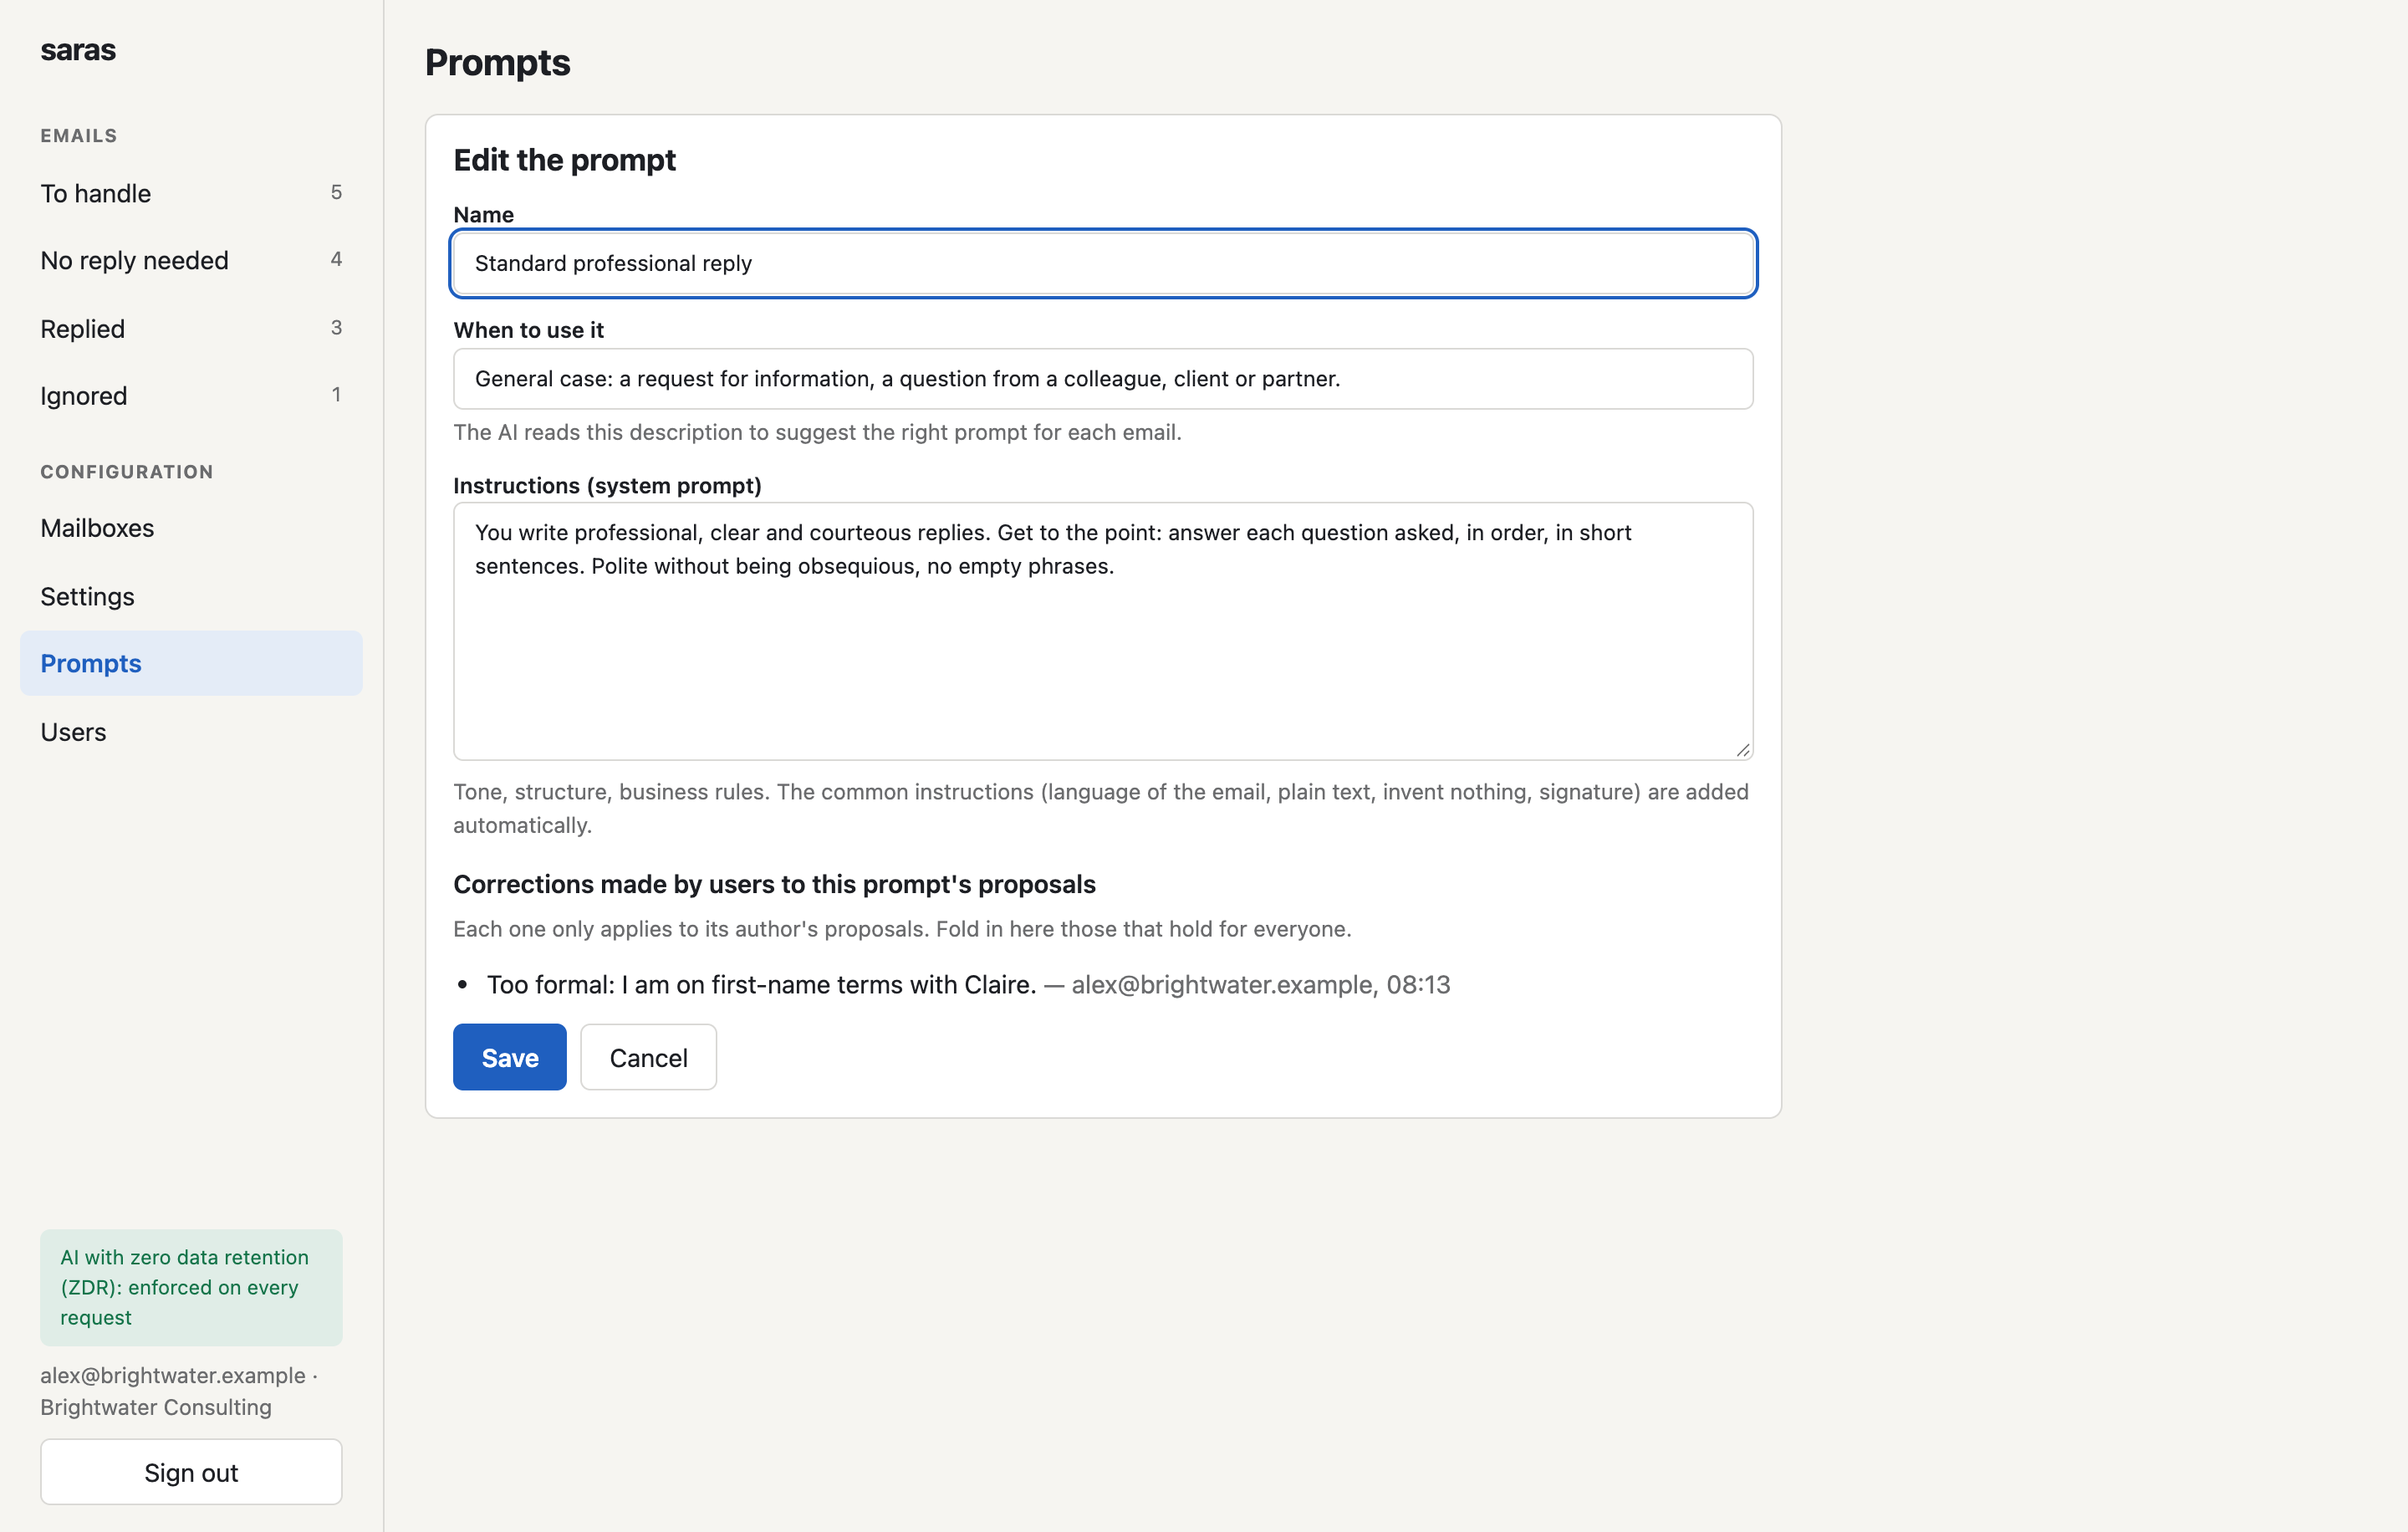 saras
EMAILS
To handle 5
No reply needed 4
Replied 3
Ignored 1
CONFIGURATION
Mailboxes
Settings
Prompts
Users
AI with zero data retention
(ZDR): enforced on every
request
alex@brightwater.example ·
Brightwater Consulting
Sign out
Prompts
Edit the prompt
Name
Standard professional reply
When to use it
General case: a request for information, a question from a colleague, client or partner.
The AI reads this description to suggest the right prompt for each email.
Instructions (system prompt)
You write professional, clear and courteous replies. Get to the point: answer each question asked, in order, in short
sentences. Polite without being obsequious, no empty phrases.
Tone, structure, business rules. The common instructions (language of the email, plain text, invent nothing, signature) are added
automatically.
Corrections made by users to this prompt's proposals
Each one only applies to its author's proposals. Fold in here those that hold for everyone.
• Too formal: I am on first-name terms with Claire. — alex@brightwater.example, 08:13
Save Cancel